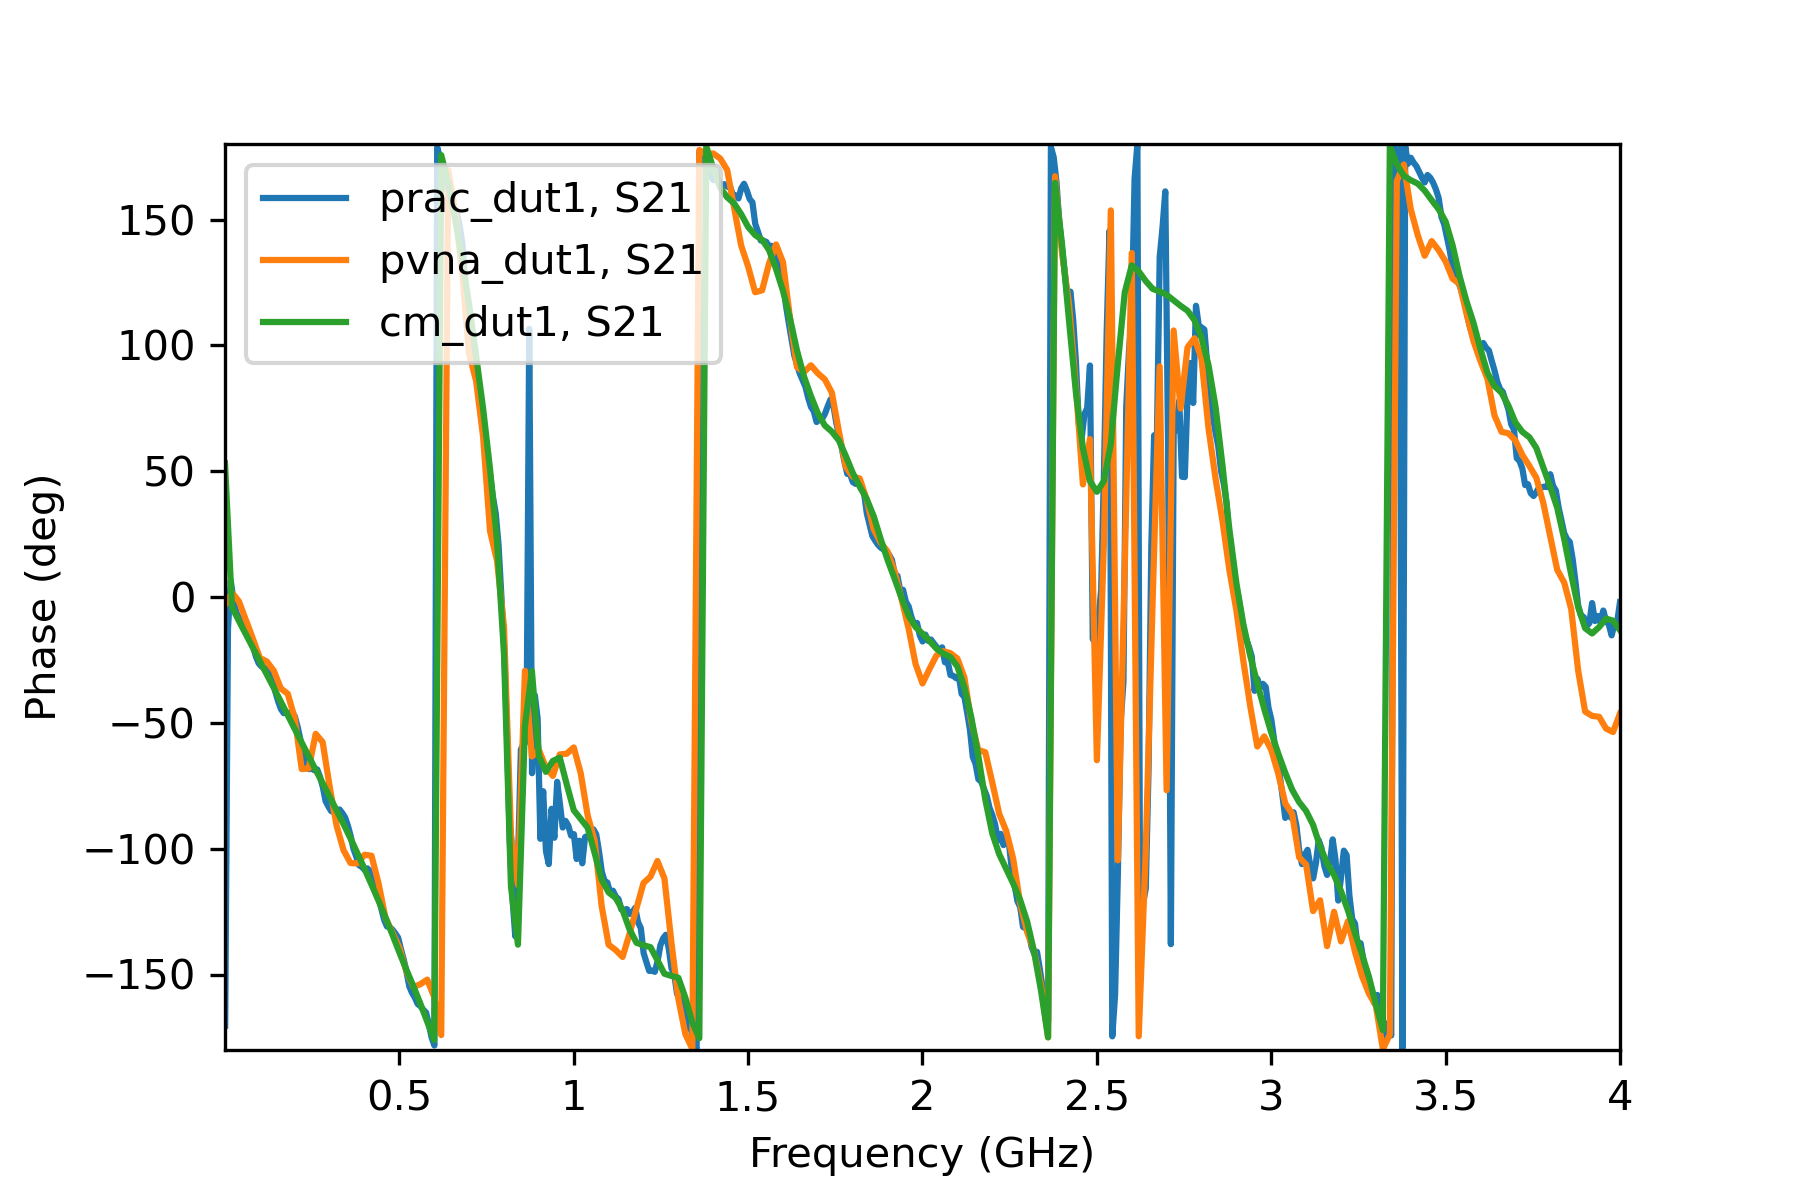 prac_dut1, S21
pvna_dut1, S21
cm_dut1, S21
150
100
50
0
−50
−100
−150
Phase (deg)
0.5 1 1.5 2 2.5 3 3.5 4
Frequency (GHz)